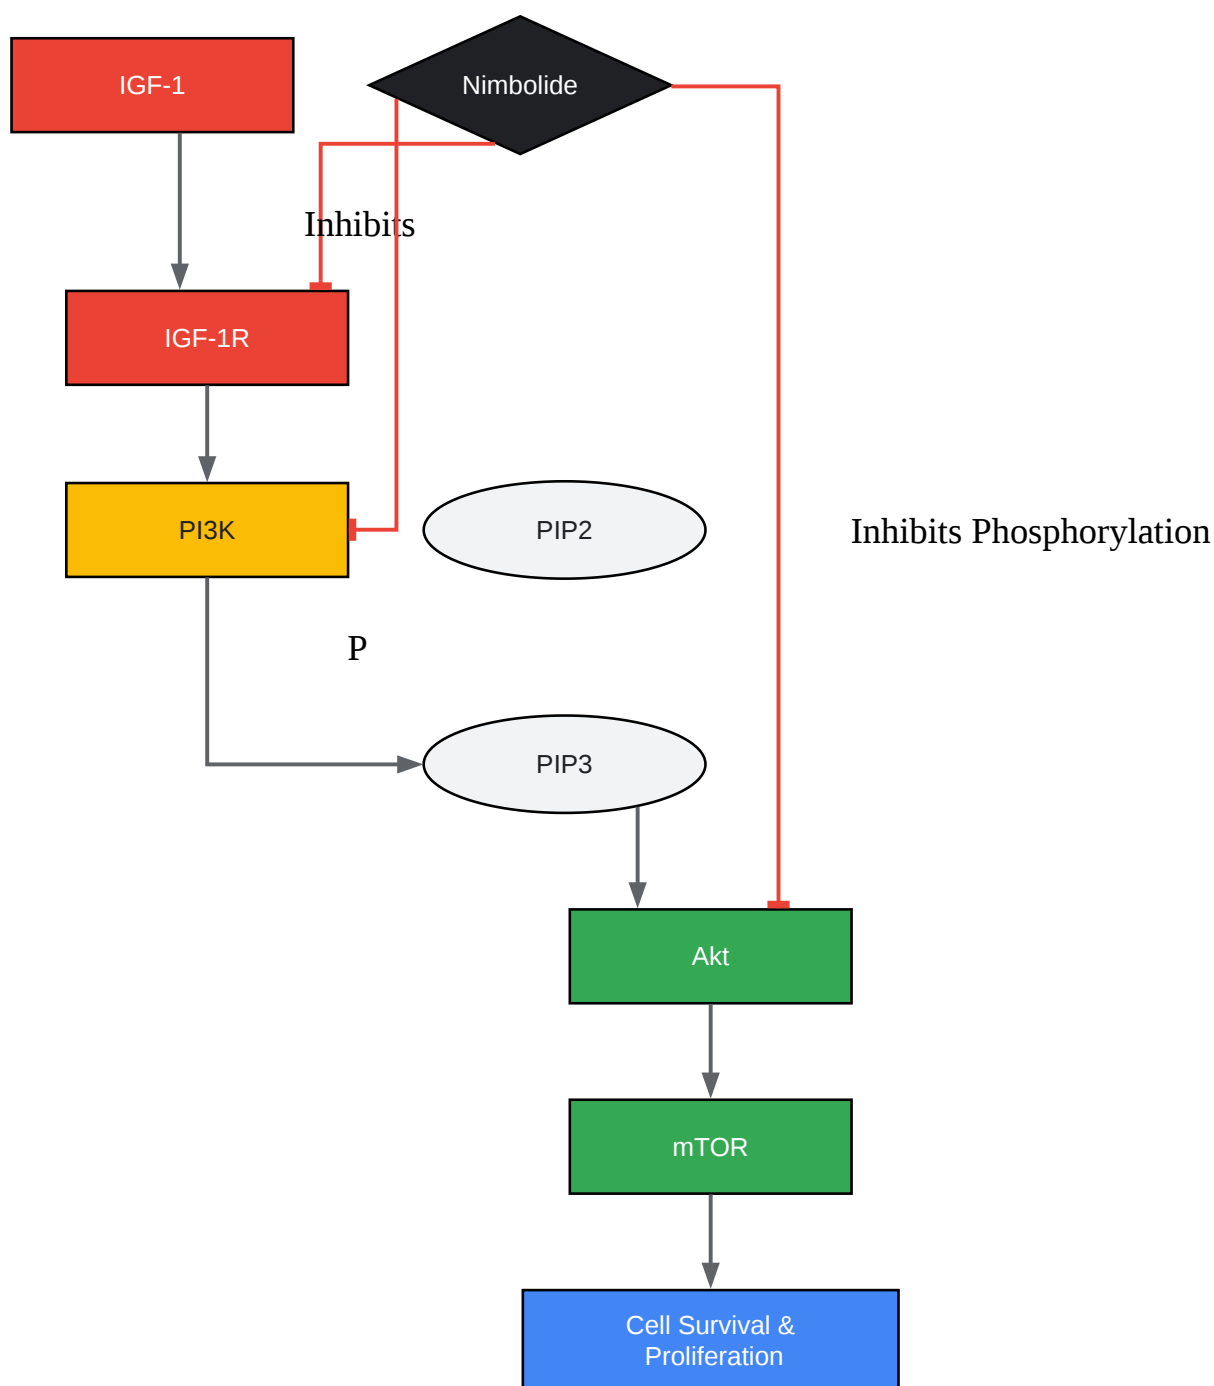 IGF-1
Nimbolide
Inhibits
IGF-1R
PI3K
PIP2
Inhibits Phosphorylation
P
PIP3
Akt
mTOR
Cell Survival &
Proliferation